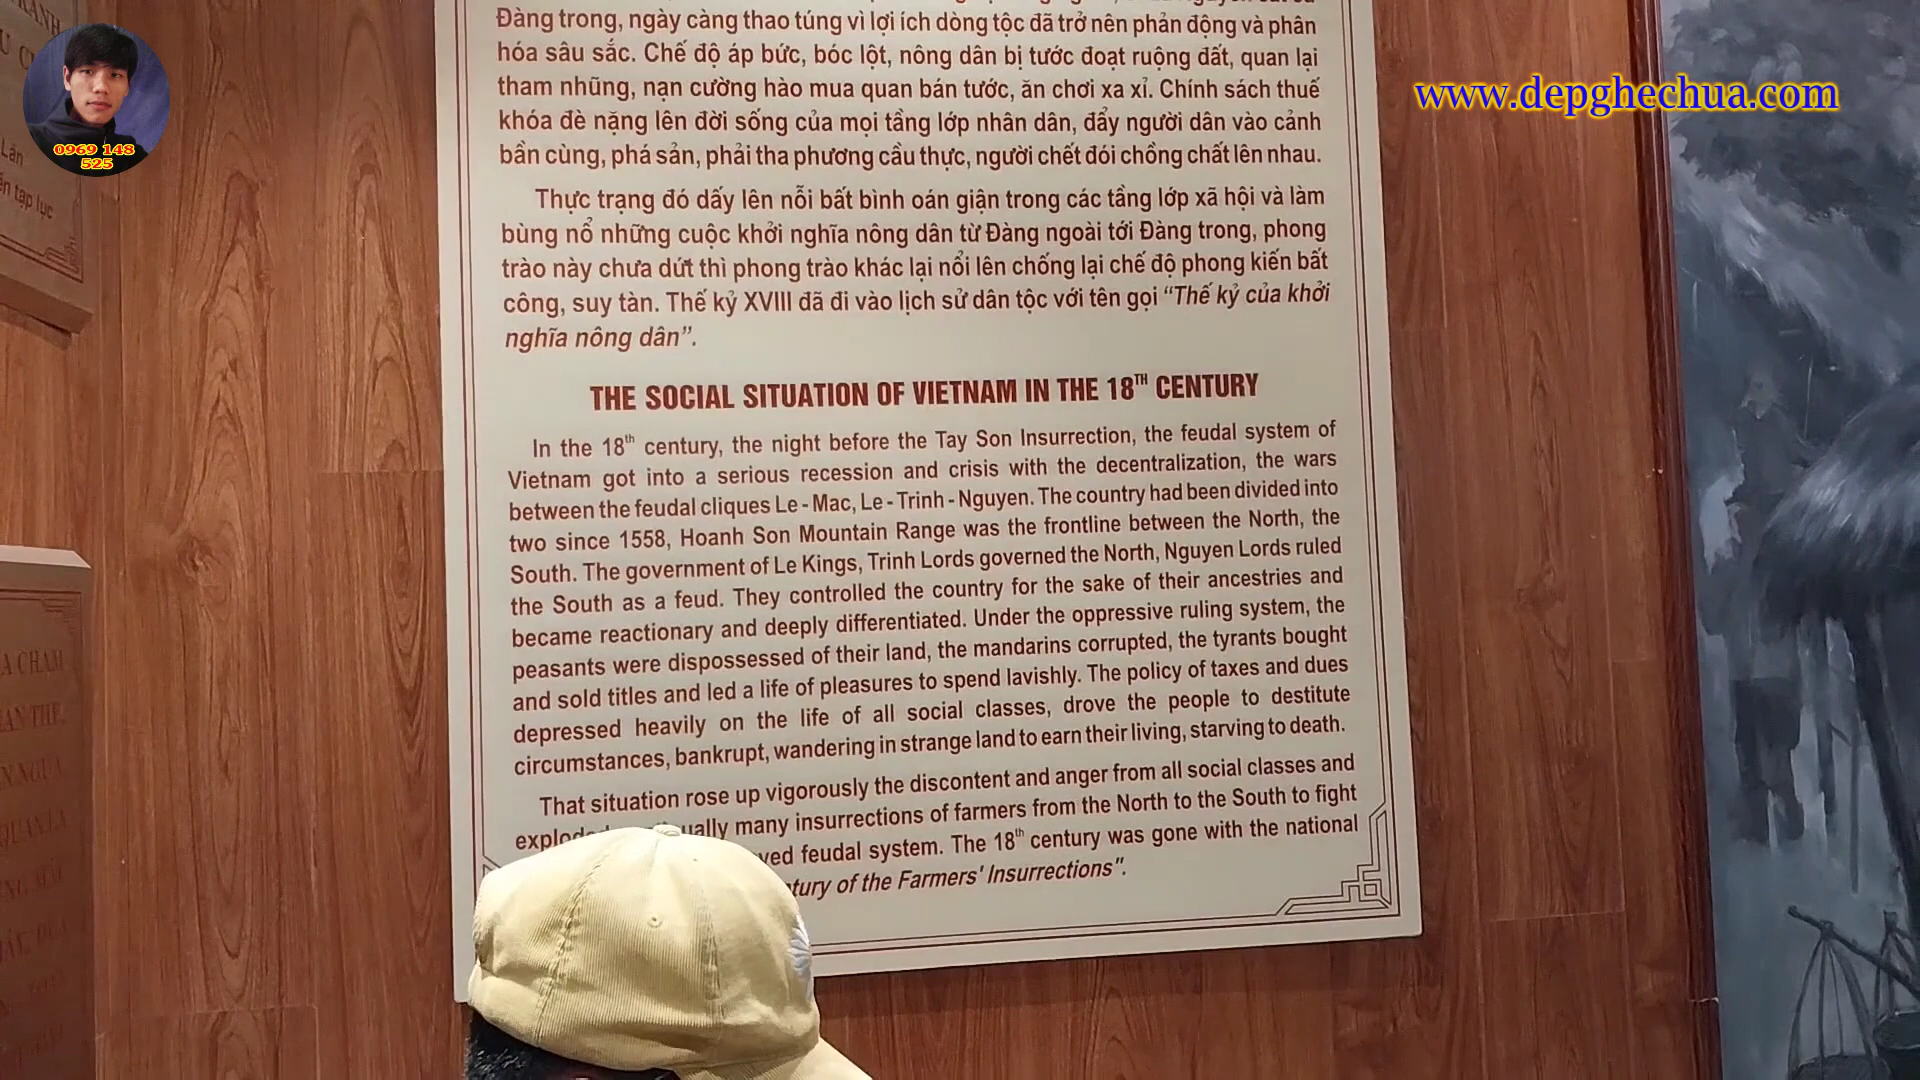 RANH
Lân
ến tạp lục
0969 148
525
www.depghechua.com
Đàng trong, ngày càng thao túng vì lợi ích dòng tộc đã trở nên phản động và phân
hóa sâu sắc. Chế độ áp bức, bóc lột, nông dân bị tước đoạt ruộng đất, quan lại
tham nhũng, nạn cường hào mua quan bán tước, ăn chơi xa xỉ. Chính sách thuế
khóa đè nặng lên đời sống của mọi tầng lớp nhân dân, đẩy người dân vào cảnh
bần cùng, phá sản, phải tha phương cầu thực, người chết đói chồng chất lên nhau.
Thực trạng đó dấy lên nỗi bất bình oán giận trong các tầng lớp xã hội và làm
bùng nổ những cuộc khởi nghĩa nông dân từ Đàng ngoài tới Đàng trong, phong
trào này chưa dứt thì phong trào khác lại nổi lên chống lại chế độ phong kiến bất
công, suy tàn. Thế kỷ XVIII đã đi vào lịch sử dân tộc với tên gọi “Thế kỷ của khởi
nghĩa nông dân”.
THE SOCIAL SITUATION OF VIETNAM IN THE 18TH CENTURY
In the 18th century, the night before the Tay Son Insurrection, the feudal system of
Vietnam got into a serious recession and crisis with the decentralization, the wars
between the feudal cliques Le - Mac, Le - Trinh - Nguyen. The country had been divided into
two since 1558, Hoanh Son Mountain Range was the frontline between the North, the
South. The government of Le Kings, Trinh Lords governed the North, Nguyen Lords ruled
the South as a feud. They controlled the country for the sake of their ancestries and
became reactionary and deeply differentiated. Under the oppressive ruling system, the
peasants were dispossessed of their land, the mandarins corrupted, the tyrants bought
and sold titles and led a life of pleasures to spend lavishly. The policy of taxes and dues
depressed heavily on the life of all social classes, drove the people to destitute
circumstances, bankrupt, wandering in strange land to earn their living, starving to death.
That situation rose up vigorously the discontent and anger from all social classes and
many insurrections of farmers from the North to the South to fight
feudal system. The 18th century was gone with the national
of the Farmers' Insurrections".